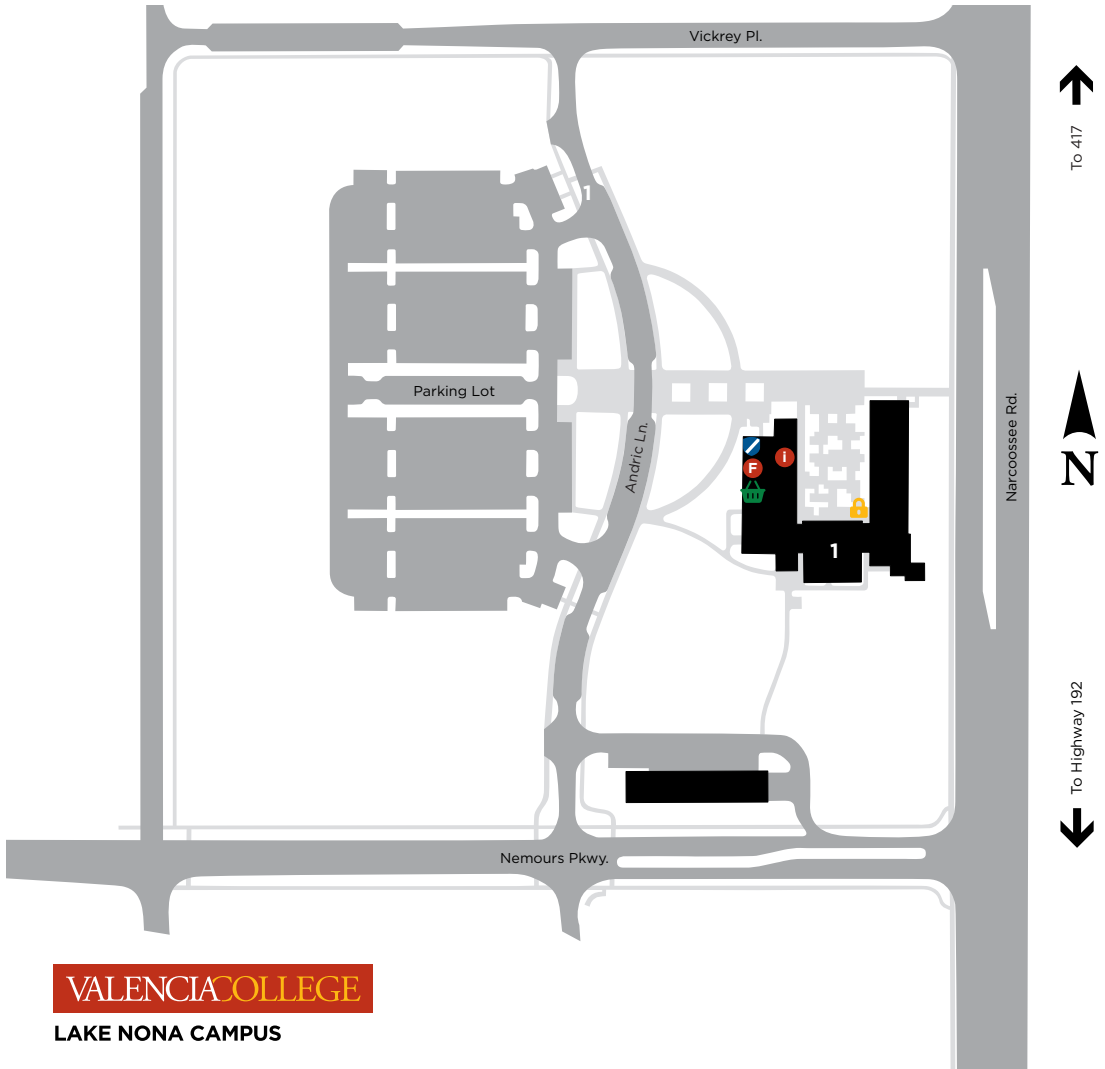 Vickrey Pl.
To 417
1
Parking Lot
Andric Ln.
Narcoossee Rd.
N
i
F
1
To Highway 192
Nemours Pkwy.
VALENCIACOLLEGE
LAKE NONA CAMPUS